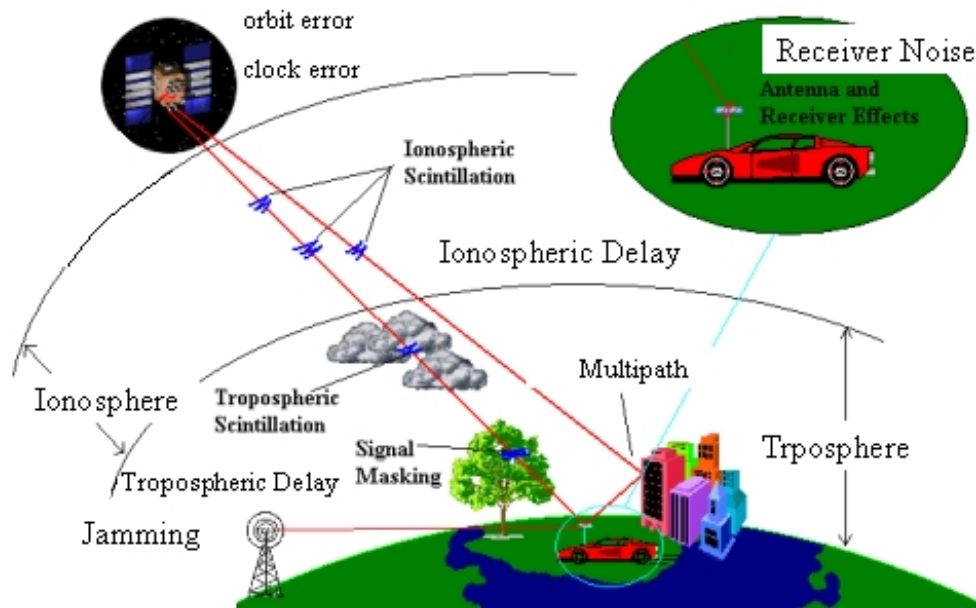 orbit error
clock error
Receiver Noise
Antenna and
Receiver Effects
Ionospheric
Scintillation
Ionospheric Delay
Multipath
Ionosphere
Tropospheric
Scintillation
Signal
Masking
Trposphere
Tropospheric Delay
Jamming